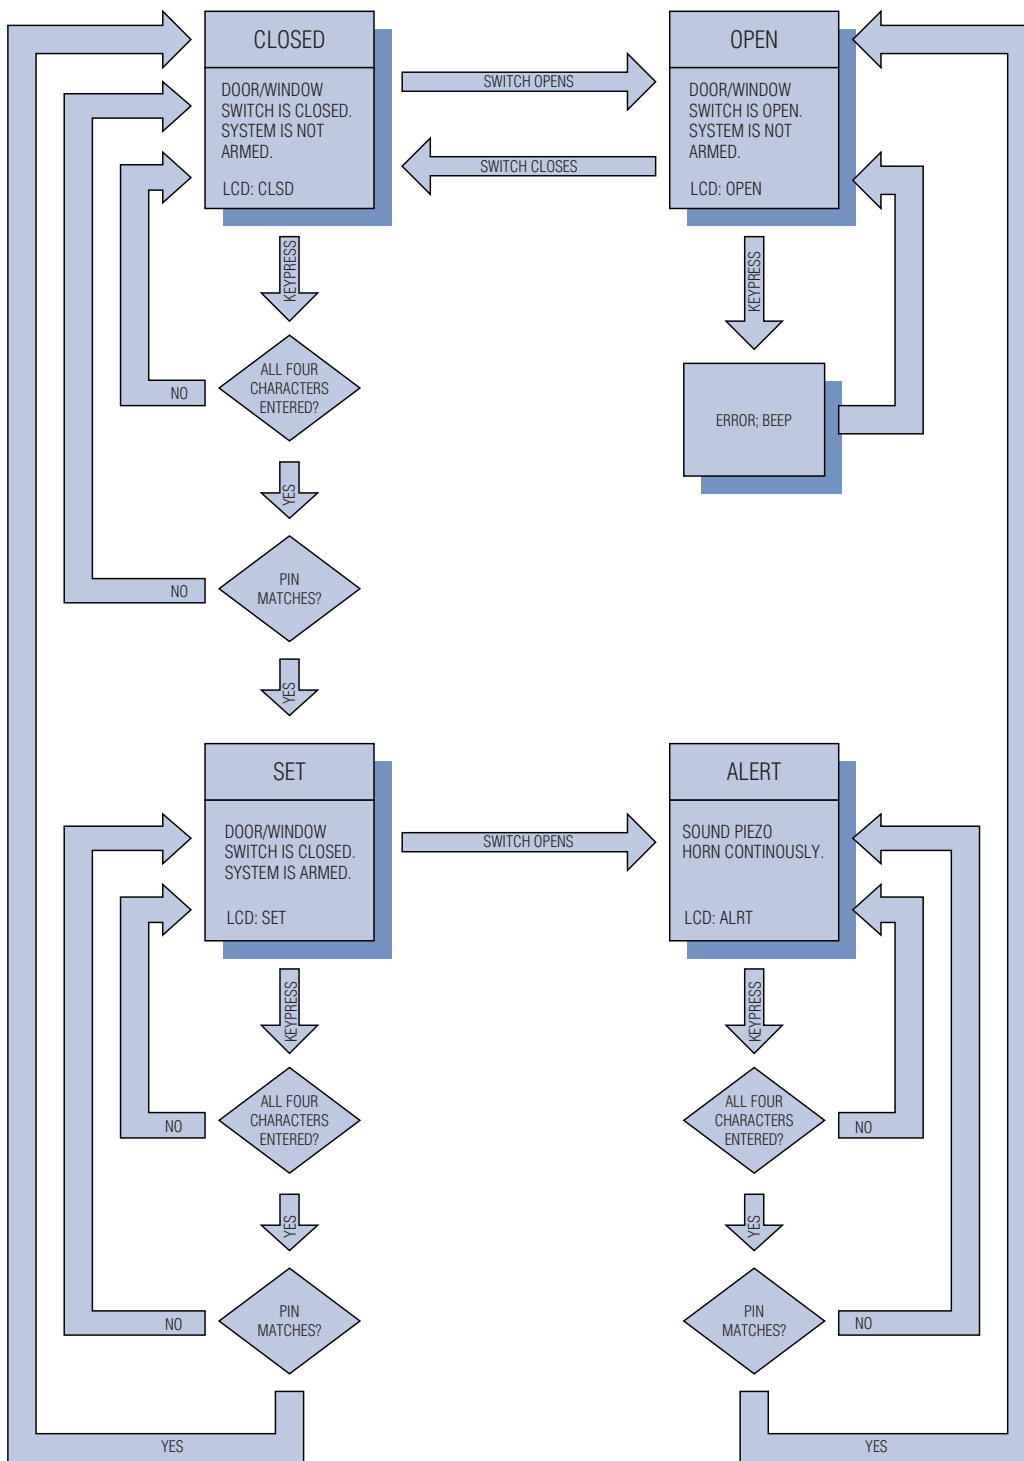 CLOSED
DOOR/WINDOW
SWITCH IS CLOSED.
SYSTEM IS NOT
ARMED.
LCD: CLSD
SWITCH OPENS
SWITCH CLOSES
OPEN
DOOR/WINDOW
SWITCH IS OPEN.
SYSTEM IS NOT
ARMED.
LCD: OPEN
KEYPRESS
KEYPRESS
ALL FOUR
CHARACTERS
ENTERED?
NO
ERROR; BEEP
YES
PIN
MATCHES?
NO
YES
SET
DOOR/WINDOW
SWITCH IS CLOSED.
SYSTEM IS ARMED.
LCD: SET
SWITCH OPENS
ALERT
SOUND PIEZO
HORN CONTINOUSLY.
LCD: ALRT
KEYPRESS
KEYPRESS
ALL FOUR
CHARACTERS
ENTERED?
NO
ALL FOUR
CHARACTERS
ENTERED?
NO
YES
YES
PIN
MATCHES?
NO
PIN
MATCHES?
NO
YES
YES